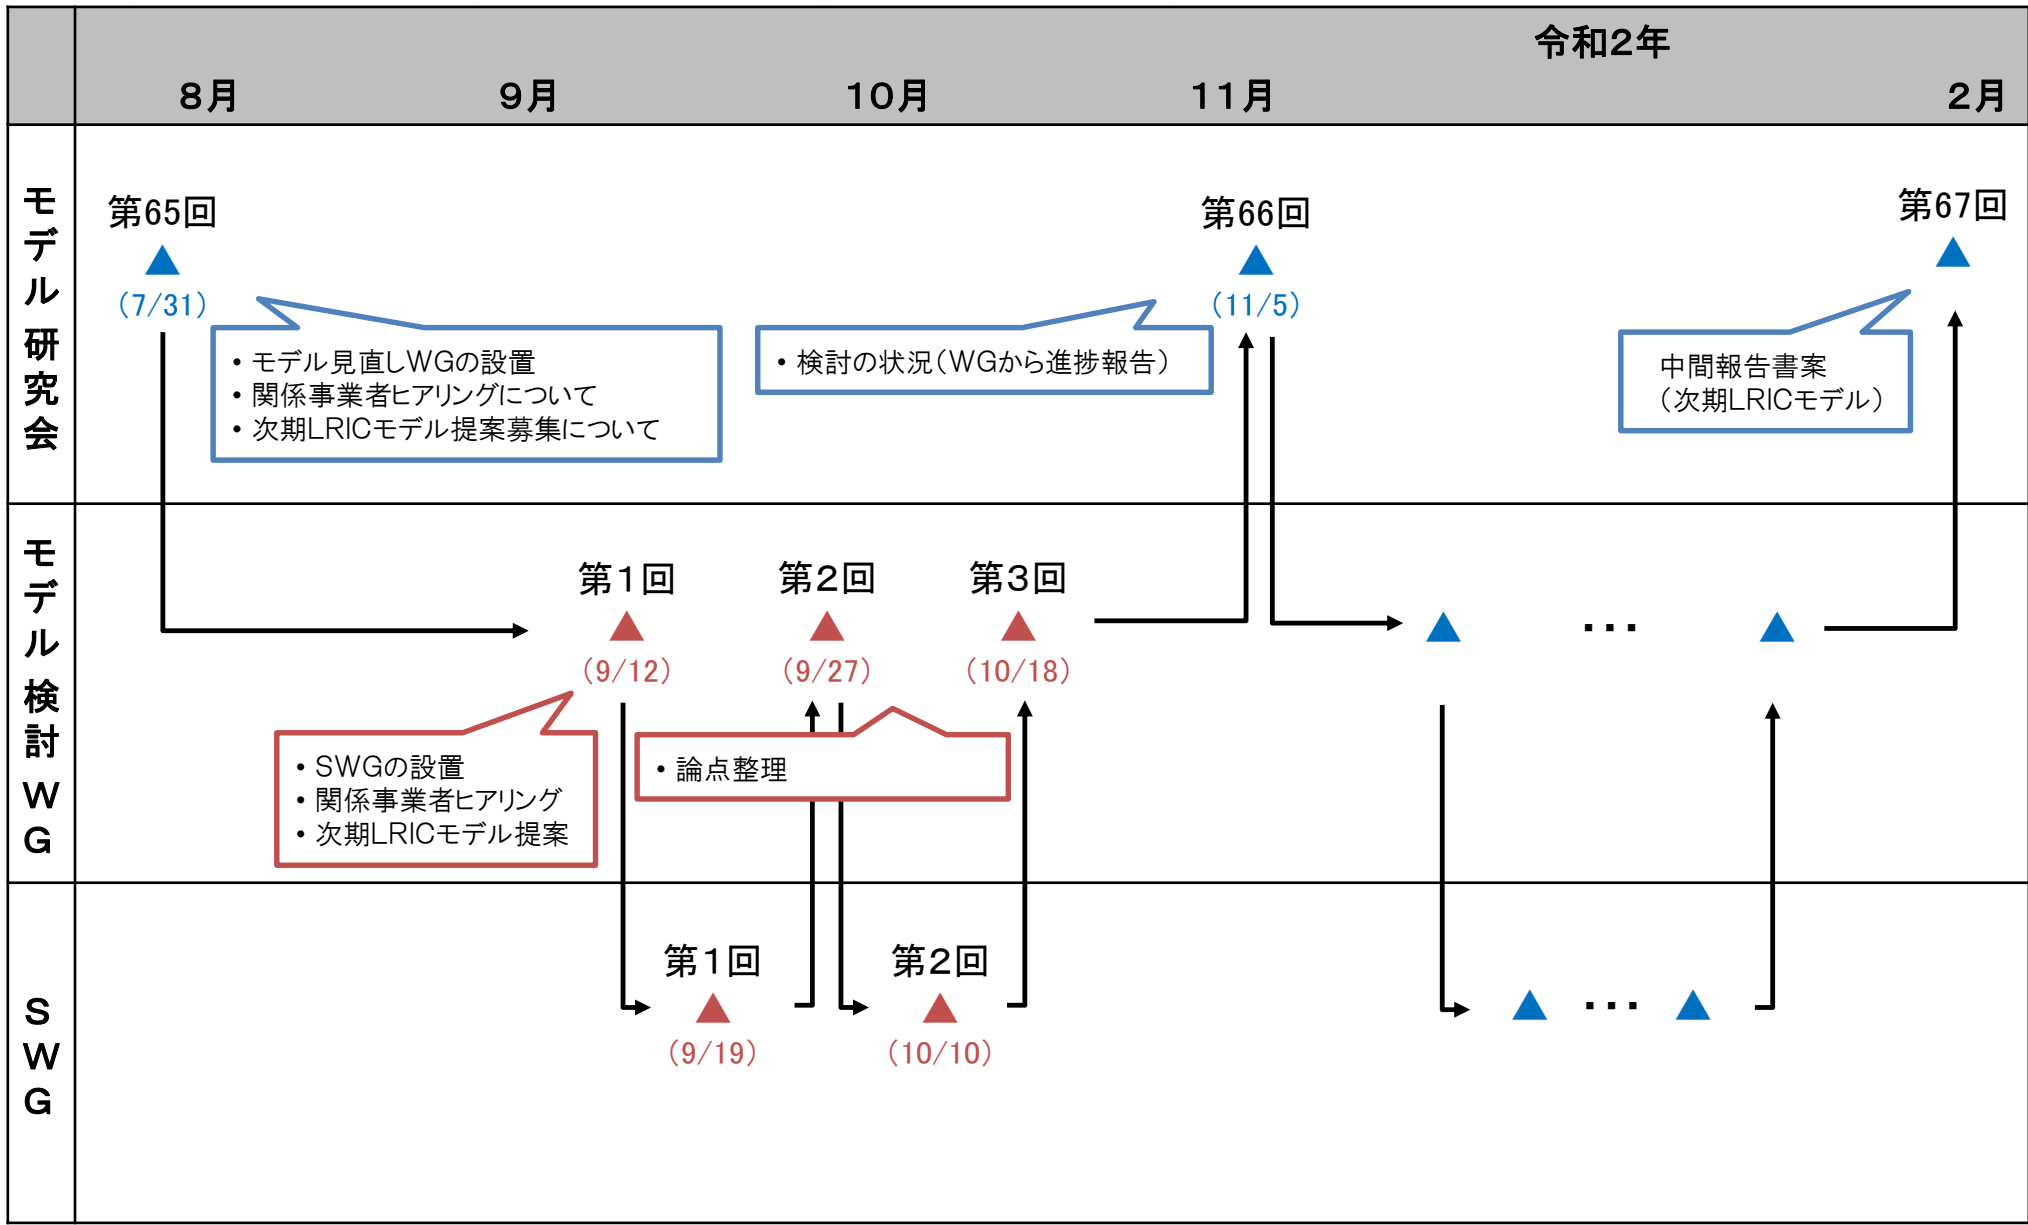 令和2年
8月 9月 10月 11月 2月
モデル研究会
第65回
(7/31)
・モデル見直しWGの設置
・関係事業者ヒアリングについて
・次期LRICモデル提案募集について
・検討の状況(WGから進捗報告)
第66回
(11/5)
中間報告書案
(次期LRICモデル)
第67回
モデル検討WG
第1回
(9/12)
第2回
(9/27)
第3回
(10/18)
・・・
・SWGの設置
・関係事業者ヒアリング
・次期LRICモデル提案
・論点整理
SWG
第1回
(9/19)
第2回
(10/10)
・・・